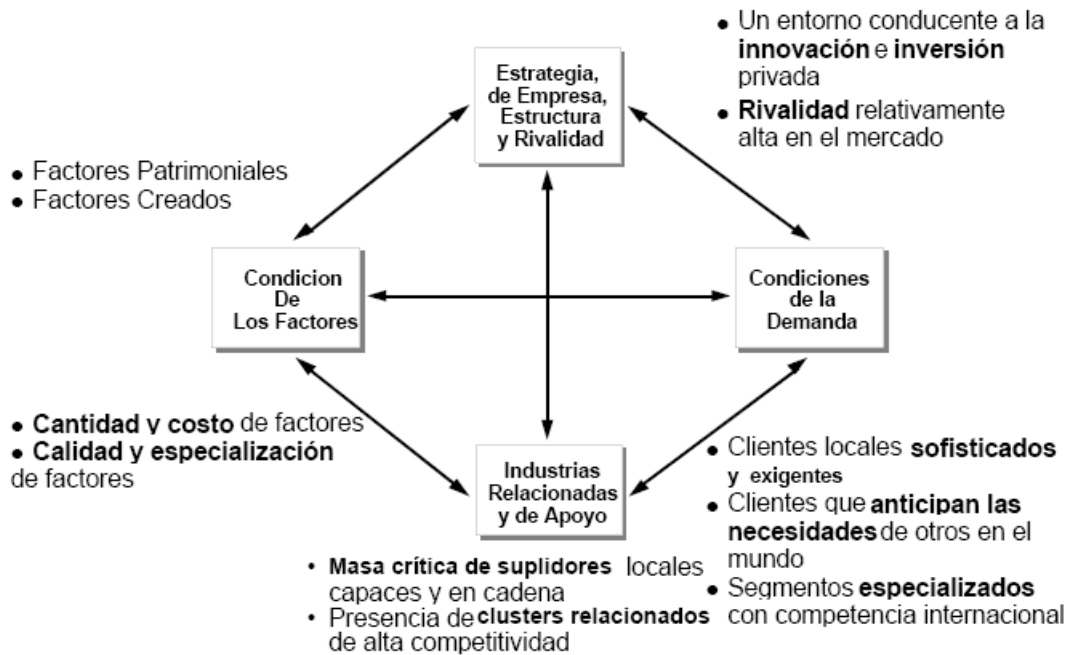 ● Un entorno conducente a la
innovación e inversión
privada
● Rivalidad relativamente
alta en el mercado
Estrategia,
de Empresa,
Estructura
y Rivalidad
● Factores Patrimoniales
● Factores Creados
Condicion
De
Los Factores
Condiciones
de la
Demanda
● Cantidad y costo de factores
● Calidad y especialización
de factores
Industrias
Relacionadas
y de Apoyo
● Clientes locales sofisticados
y exigentes
● Clientes que anticipan las
necesidades de otros en el
mundo
● Segmentos especializados
con competencia internacional
• Masa crítica de suplidores locales
capaces y en cadena
• Presencia de clusters relacionados
de alta competitividad